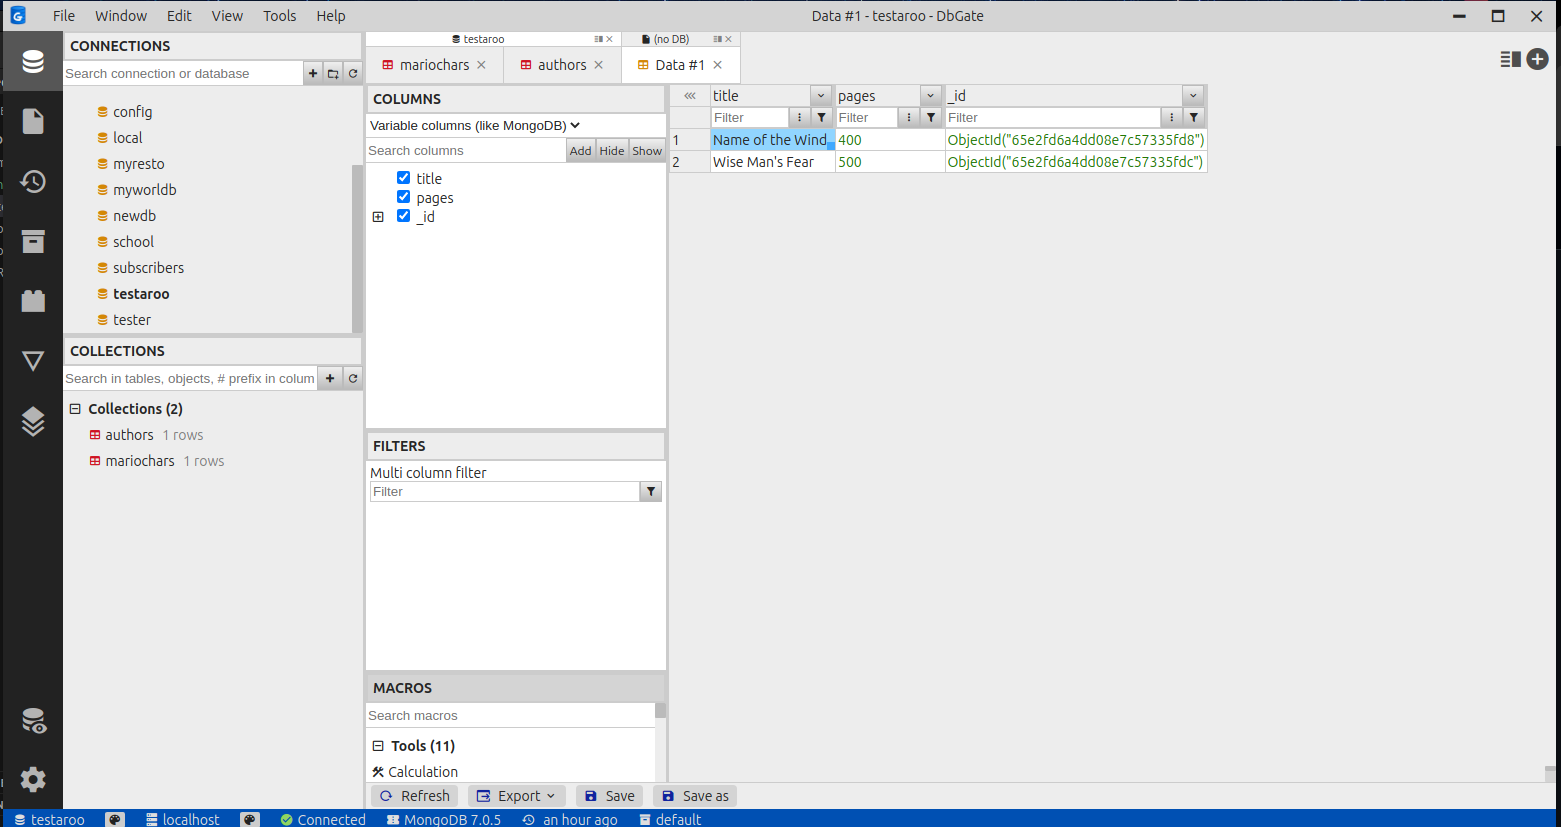 File Window Edit View Tools Help
Data #1 - testaroo - DbGate
CONNECTIONS
Search connection or database
config
local
myresto
myworldb
newdb
school
subscribers
testaroo
tester
COLLECTIONS
Search in tables, objects, # prefix in colum
Collections (2)
authors 1 rows
mariochars 1 rows
testaroo
(no DB)
mariochars
authors
Data #1
COLUMNS
Variable columns (like MongoDB)
Search columns
Add Hide Show
title
pages
_id
FILTERS
Multi column filter
Filter
MACROS
Search macros
Tools (11)
Calculation
title pages _id
Filter Filter Filter
1 Name of the Wind 400 ObjectId("65e2fd6a4dd08e7c57335fd8")
2 Wise Man's Fear 500 ObjectId("65e2fd6a4dd08e7c57335fdc")
Refresh Export Save Save as
testaroo localhost Connected MongoDB 7.0.5 an hour ago default